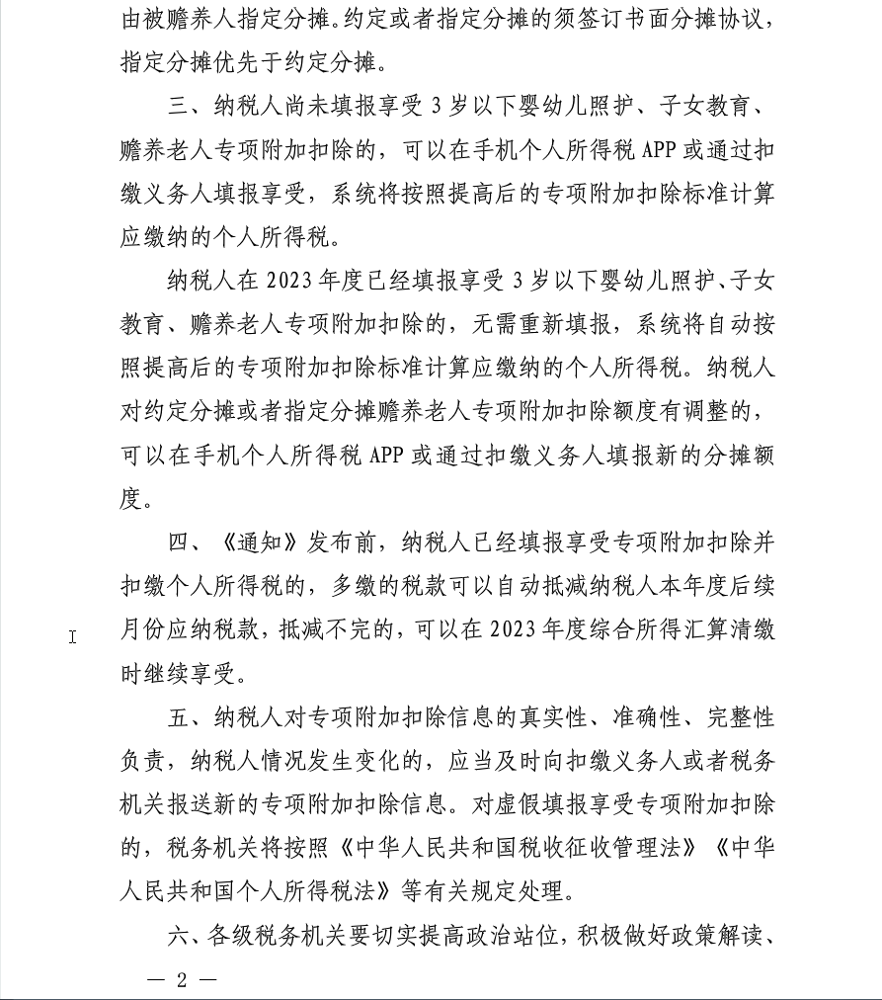 由被赡养人指定分摊。约定或者指定分摊的须签订书面分摊协议，
指定分摊优先于约定分摊。
三、纳税人尚未填报享受 3 岁以下婴幼儿照护、子女教育、
赡养老人专项附加扣除的，可以在手机个人所得税 APP 或通过扣
缴义务人填报享受，系统将按照提高后的专项附加扣除标准计算
应缴纳的个人所得税。
纳税人在 2023 年度已经填报享受 3 岁以下婴幼儿照护、子女
教育、赡养老人专项附加扣除的，无需重新填报，系统将自动按
照提高后的专项附加扣除标准计算应缴纳的个人所得税。纳税人
对约定分摊或者指定分摊赡养老人专项附加扣除额度有调整的，
可以在手机个人所得税 APP 或通过扣缴义务人填报新的分摊额
度。
四、《通知》发布前，纳税人已经填报享受专项附加扣除并
扣缴个人所得税的，多缴的税款可以自动抵减纳税人本年度后续
月份应纳税款，抵减不完的，可以在 2023 年度综合所得汇算清缴
时继续享受。
五、纳税人对专项附加扣除信息的真实性、准确性、完整性
负责，纳税人情况发生变化的，应当及时向扣缴义务人或者税务
机关报送新的专项附加扣除信息。对虚假填报享受专项附加扣除
的，税务机关将按照《中华人民共和国税收征收管理法》《中华
人民共和国个人所得税法》等有关规定处理。
六、各级税务机关要切实提高政治站位，积极做好政策解读、
— 2 —